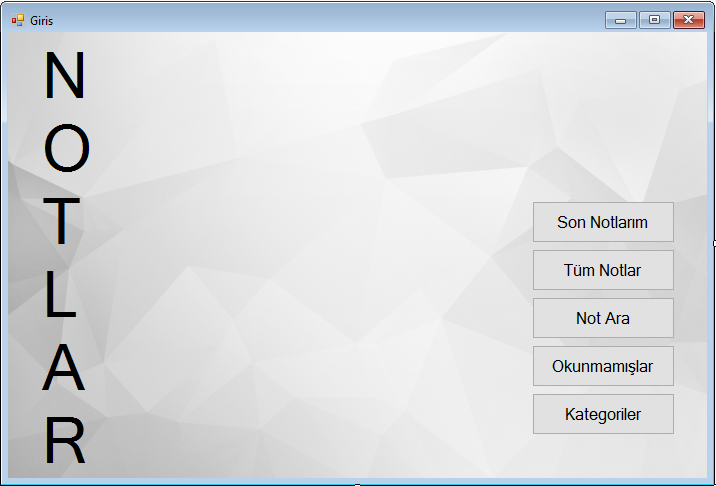 Giris
N
O
T
L
A
R
Son Notlarım
Tüm Notlar
Not Ara
Okunmamışlar
Kategoriler